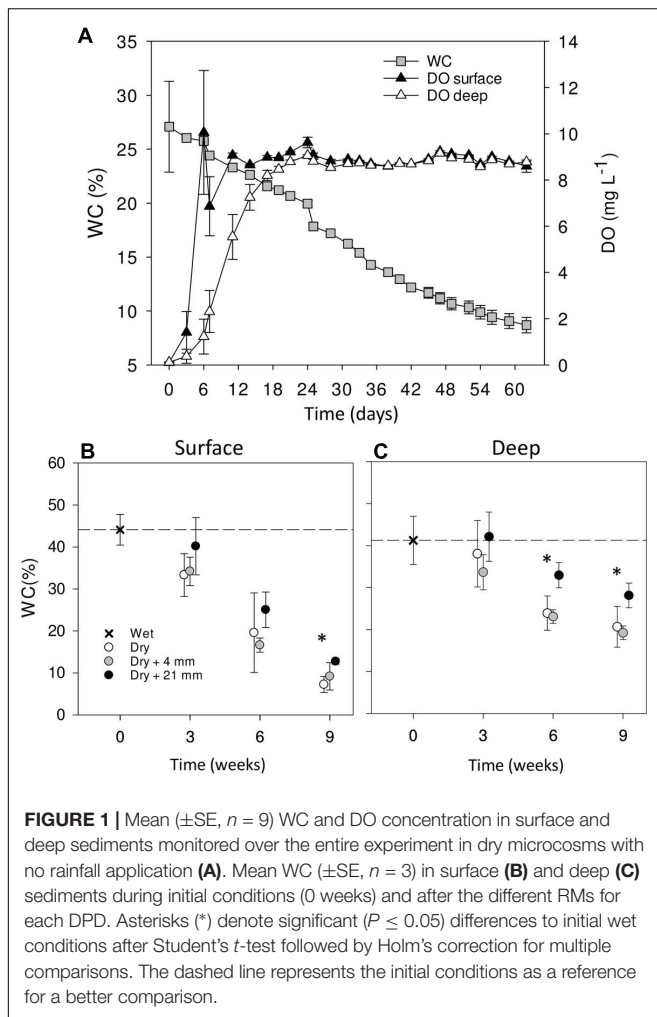 A
35
30
25
20
15
10
5
WC (%)
14
12
10
8
6
4
2
0
DO (mg L-1)
WC
DO surface
DO deep
0 6 12 18 24 30 36 42 48 54 60
Time (days)
B Surface
60
50
40
30
20
10
0
WC(%)
*
Wet
Dry
Dry + 4 mm
Dry + 21 mm
0 3 6 9
Time (weeks)
C Deep
* *
0 3 6 9
Time (weeks)
FIGURE 1 | Mean (±SE, n = 9) WC and DO concentration in surface and
deep sediments monitored over the entire experiment in dry microcosms with
no rainfall application (A). Mean WC (±SE, n = 3) in surface (B) and deep (C)
sediments during initial conditions (0 weeks) and after the different RMs for
each DPD. Asterisks (*) denote significant (P ≤ 0.05) differences to initial wet
conditions after Student's t-test followed by Holm's correction for multiple
comparisons. The dashed line represents the initial conditions as a reference
for a better comparison.